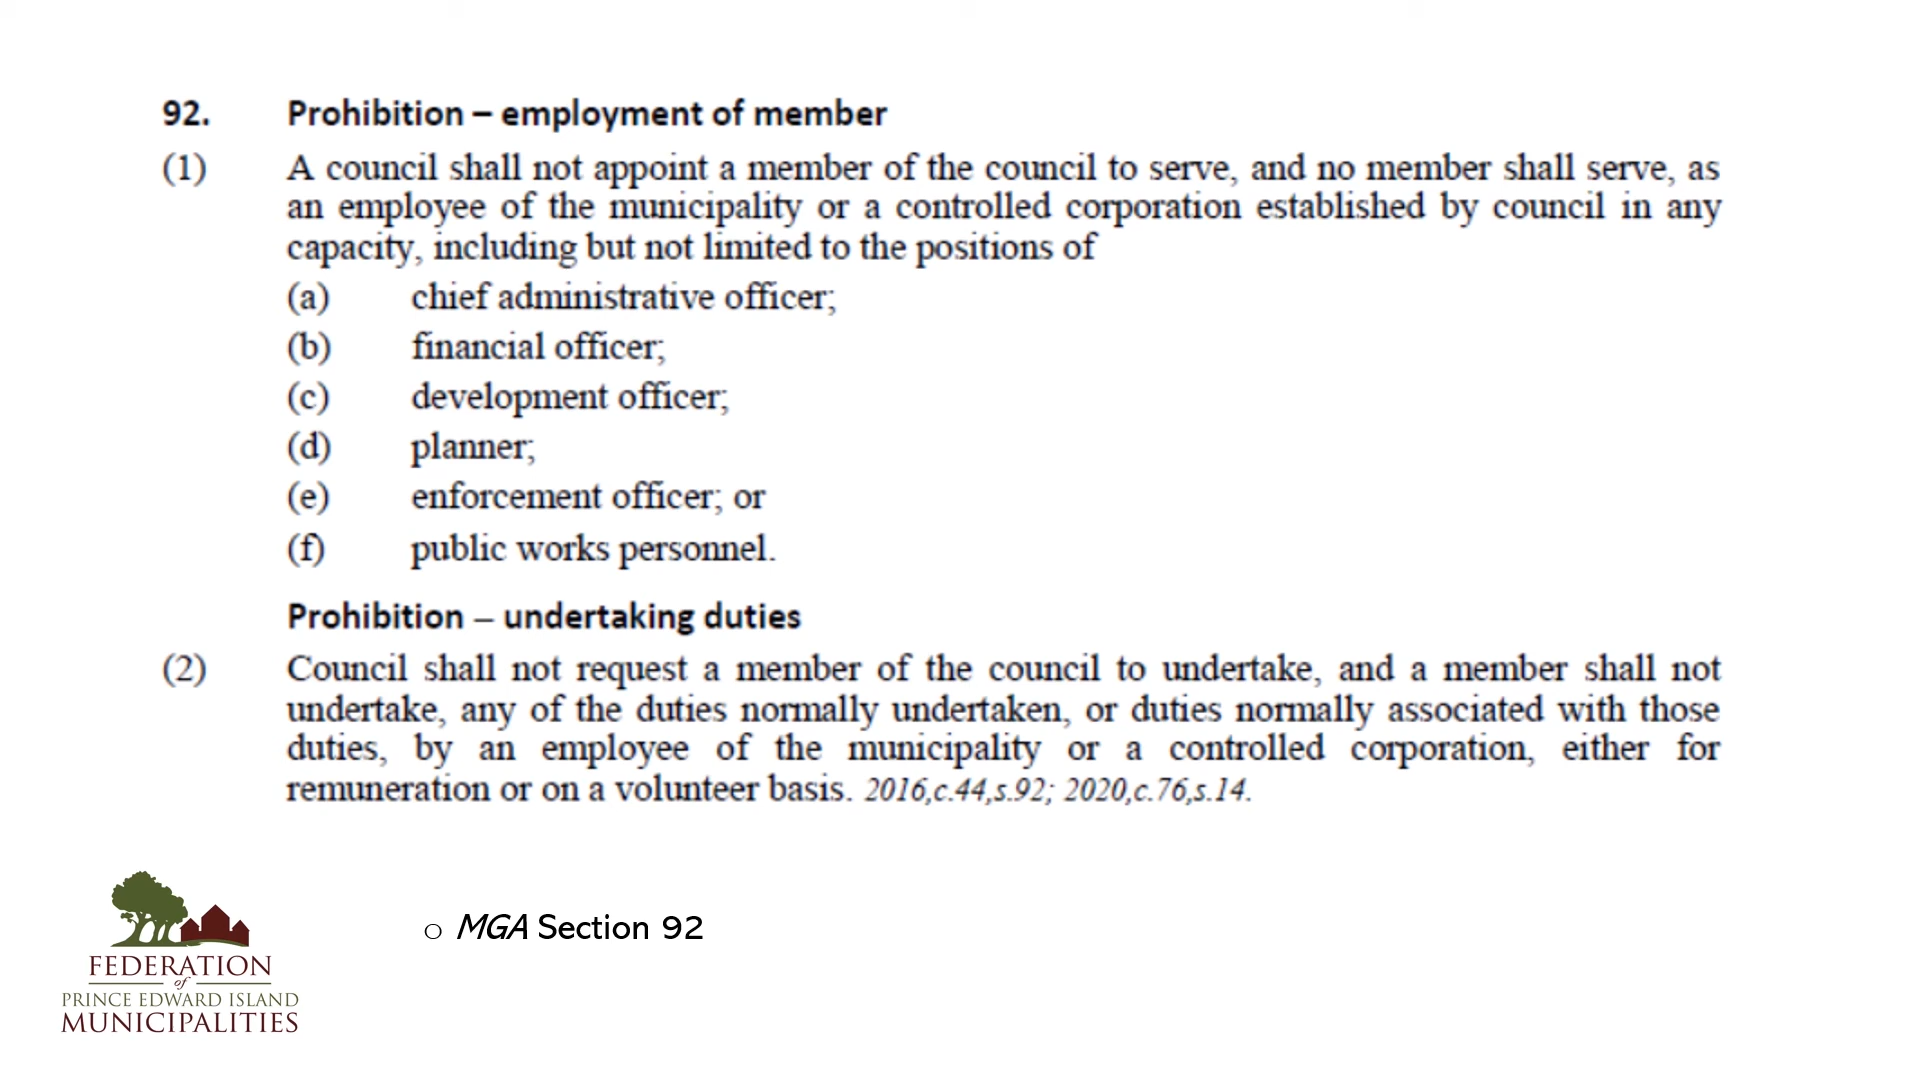 92. Prohibition – employment of member
(1) A council shall not appoint a member of the council to serve, and no member shall serve, as
an employee of the municipality or a controlled corporation established by council in any
capacity, including but not limited to the positions of
(a) chief administrative officer;
(b) financial officer;
(c) development officer;
(d) planner;
(e) enforcement officer; or
(f) public works personnel.
Prohibition – undertaking duties
(2) Council shall not request a member of the council to undertake, and a member shall not
undertake, any of the duties normally undertaken, or duties normally associated with those
duties, by an employee of the municipality or a controlled corporation, either for
remuneration or on a volunteer basis. 2016,c.44,s.92; 2020,c.76,s.14.
o MGA Section 92
FEDERATION
of
PRINCE EDWARD ISLAND
MUNICIPALITIES